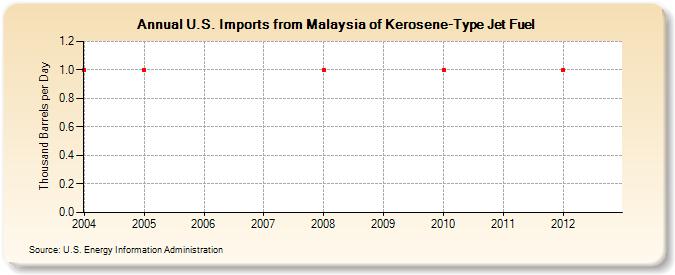 Annual U.S. Imports from Malaysia of Kerosene-Type Jet Fuel
Thousand Barrels per Day
1.2
1.0
0.8
0.6
0.4
0.2
0.0
2004 2005 2006 2007 2008 2009 2010 2011 2012
Source: U.S. Energy Information Administration